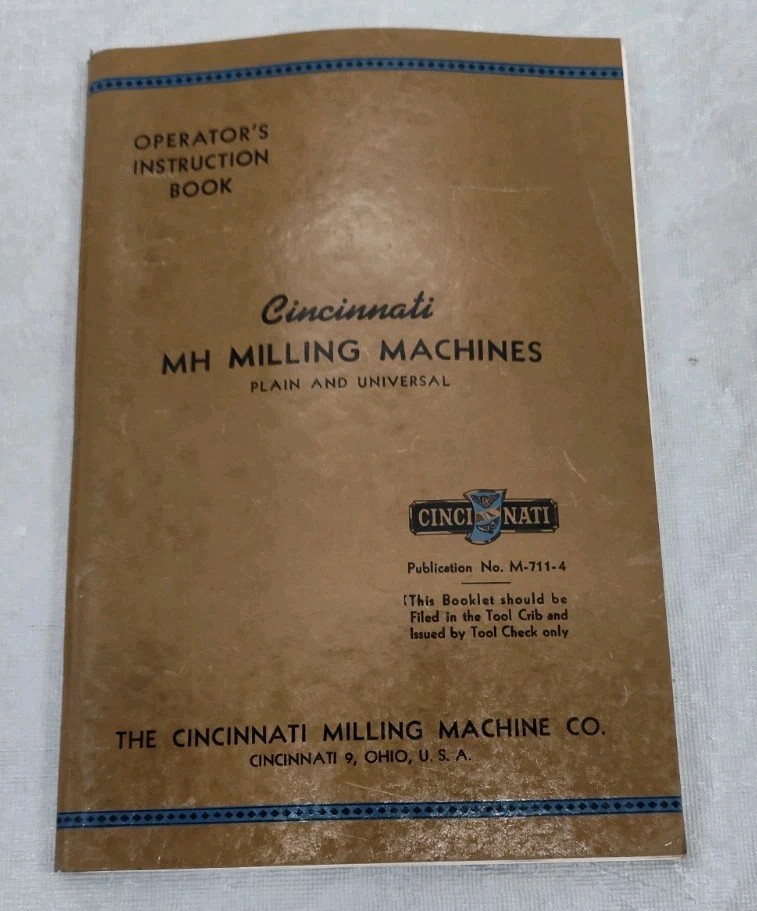 OPERATOR'S
INSTRUCTION
BOOK
Cincinnati
MH MILLING MACHINES
PLAIN AND UNIVERSAL
CINCINNATI
Publication No. M-711-4
(This Booklet should be
Filed in the Tool Crib and
Issued by Tool Check only
THE CINCINNATI MILLING MACHINE CO.
CINCINNATI 9, OHIO, U. S. A.